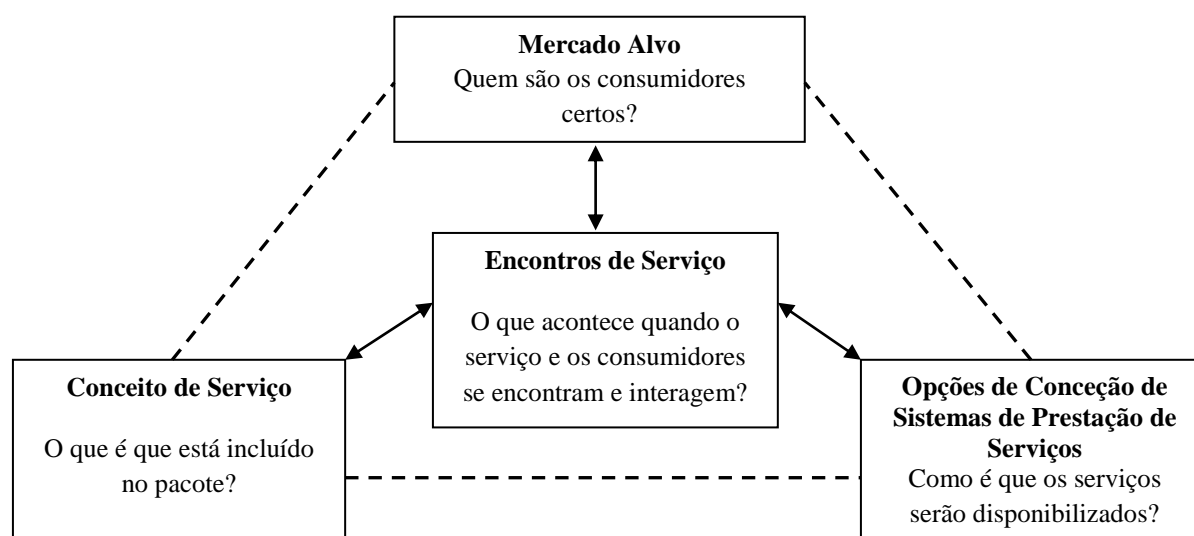 Mercado Alvo
Quem são os consumidores
certos?
Encontros de Serviço
O que acontece quando o
serviço e os consumidores
se encontram e interagem?
Conceito de Serviço
O que é que está incluído
no pacote?
Opções de Conceção de
Sistemas de Prestação de
Serviços
Como é que os serviços
serão disponibilizados?